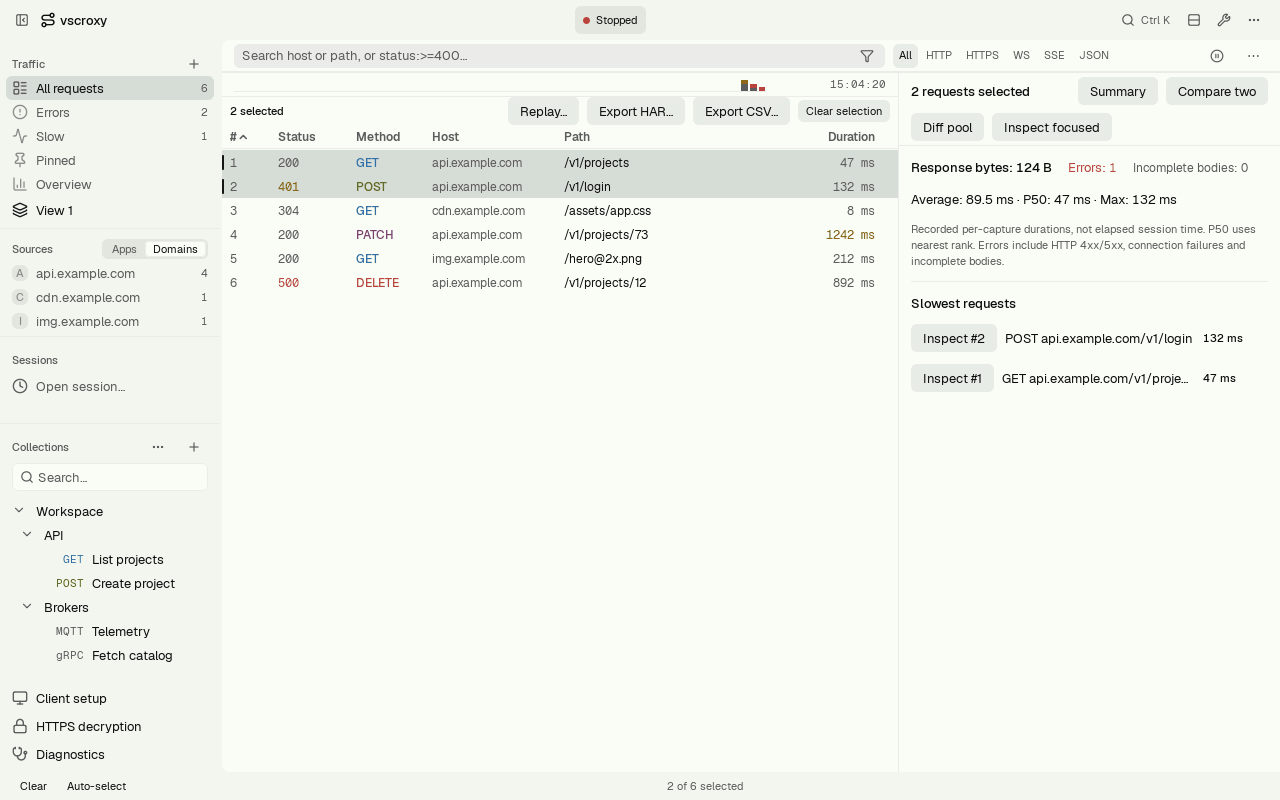 vscroxy
Stopped
Ctrl K
Traffic
All requests 6
Errors 2
Slow 1
Pinned
Overview
View 1
Sources Apps Domains
A api.example.com 4
C cdn.example.com 1
I img.example.com 1
Sessions
Open session...
Collections
Search...
Workspace
API
GET List projects
POST Create project
Brokers
MQTT Telemetry
gRPC Fetch catalog
Client setup
HTTPS decryption
Diagnostics
Search host or path, or status:>=400...
All HTTP HTTPS WS SSE JSON
15:04:20
2 selected Replay... Export HAR... Export CSV... Clear selection
# Status Method Host Path Duration
1 200 GET api.example.com /v1/projects 47 ms
2 401 POST api.example.com /v1/login 132 ms
3 304 GET cdn.example.com /assets/app.css 8 ms
4 200 PATCH api.example.com /v1/projects/73 1242 ms
5 200 GET img.example.com /hero@2x.png 212 ms
6 500 DELETE api.example.com /v1/projects/12 892 ms
2 requests selected Summary Compare two
Diff pool Inspect focused
Response bytes: 124 B Errors: 1 Incomplete bodies: 0
Average: 89.5 ms · P50: 47 ms · Max: 132 ms
Recorded per-capture durations, not elapsed session time. P50 uses
nearest rank. Errors include HTTP 4xx/5xx, connection failures and
incomplete bodies.
Slowest requests
Inspect #2 POST api.example.com/v1/login 132 ms
Inspect #1 GET api.example.com/v1/proje... 47 ms
Clear Auto-select
2 of 6 selected